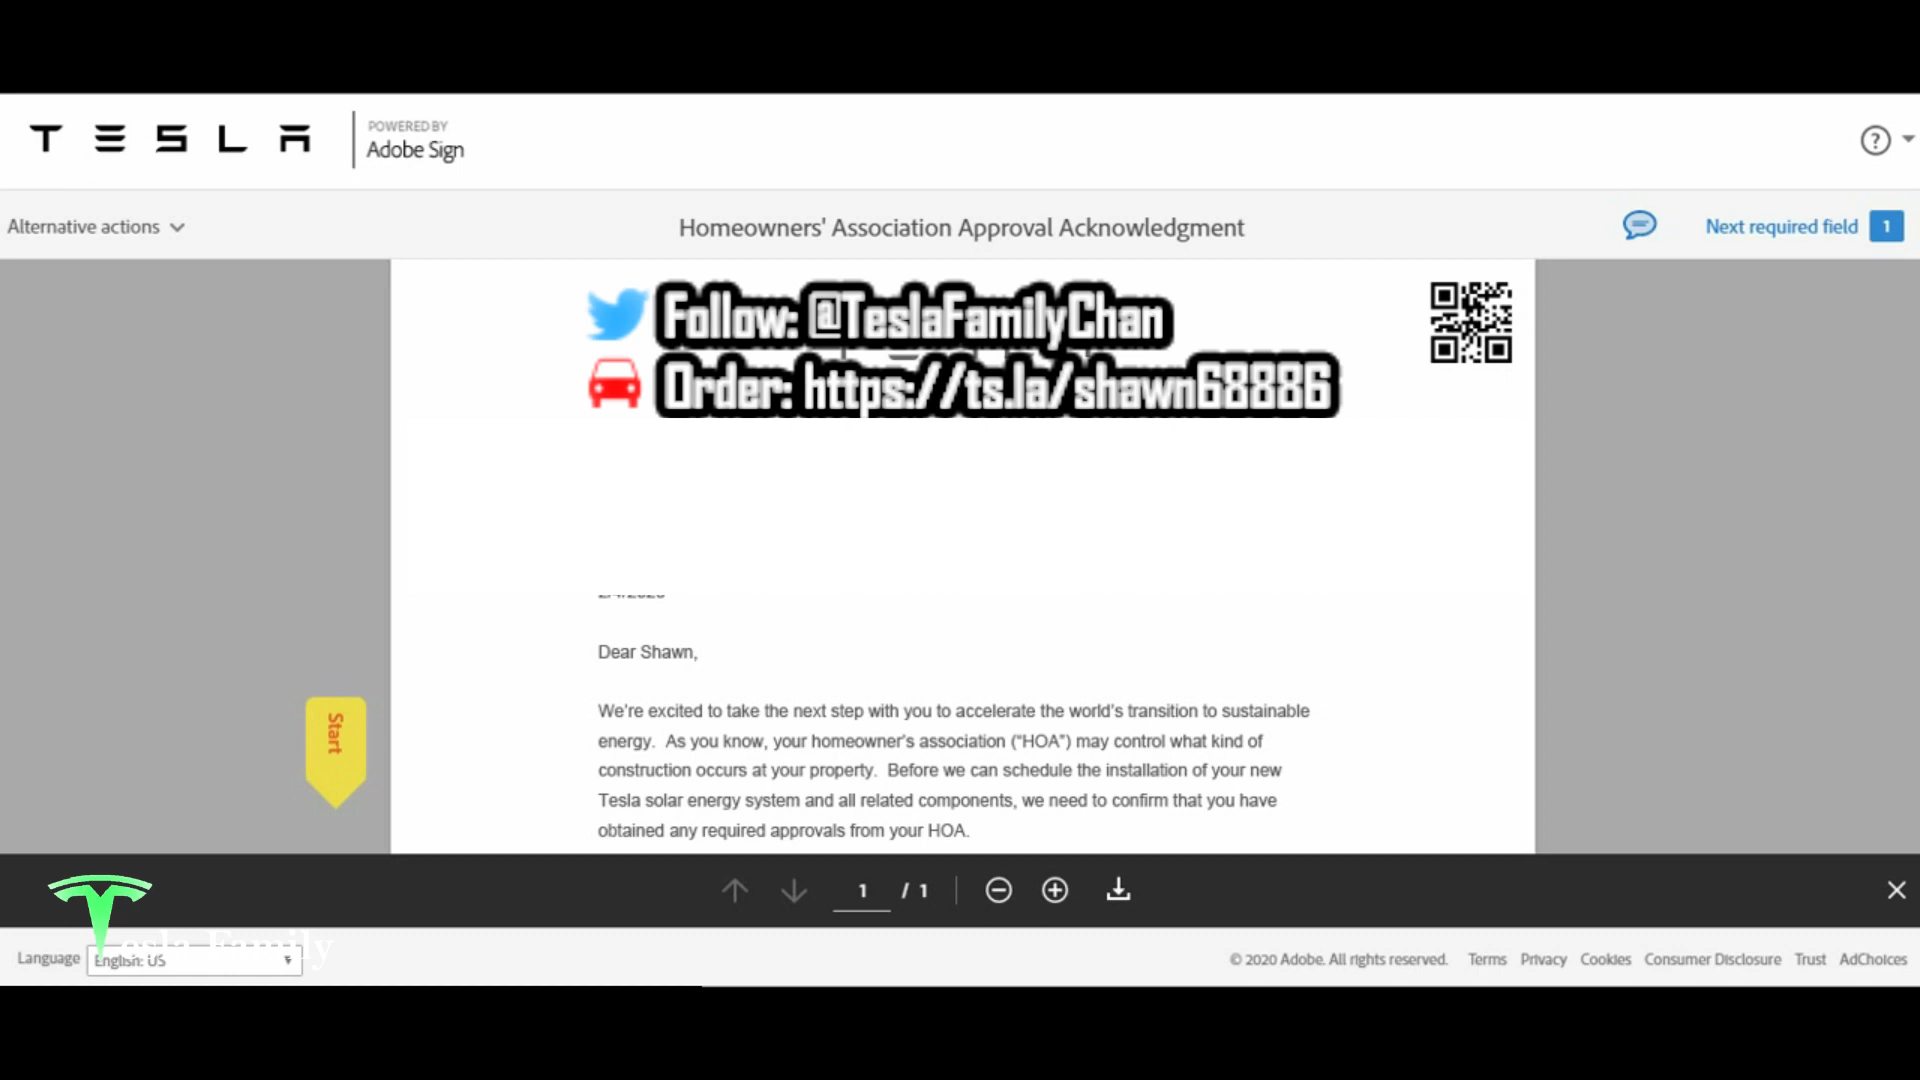 TESLA
POWERED BY
Adobe Sign
?
Alternative actions
Homeowners' Association Approval Acknowledgment
Next required field 1
Follow: @TeslaFamilyChan
Order: https://ts.la/shawn68886
Dear Shawn,
We're excited to take the next step with you to accelerate the world's transition to sustainable
energy. As you know, your homeowner's association (“HOA”) may control what kind of
construction occurs at your property. Before we can schedule the installation of your new
Tesla solar energy system and all related components, we need to confirm that you have
obtained any required approvals from your HOA.
Start
1 / 1
Tesla Family
Language English: US
© 2020 Adobe. All rights reserved. Terms Privacy Cookies Consumer Disclosure Trust AdChoices